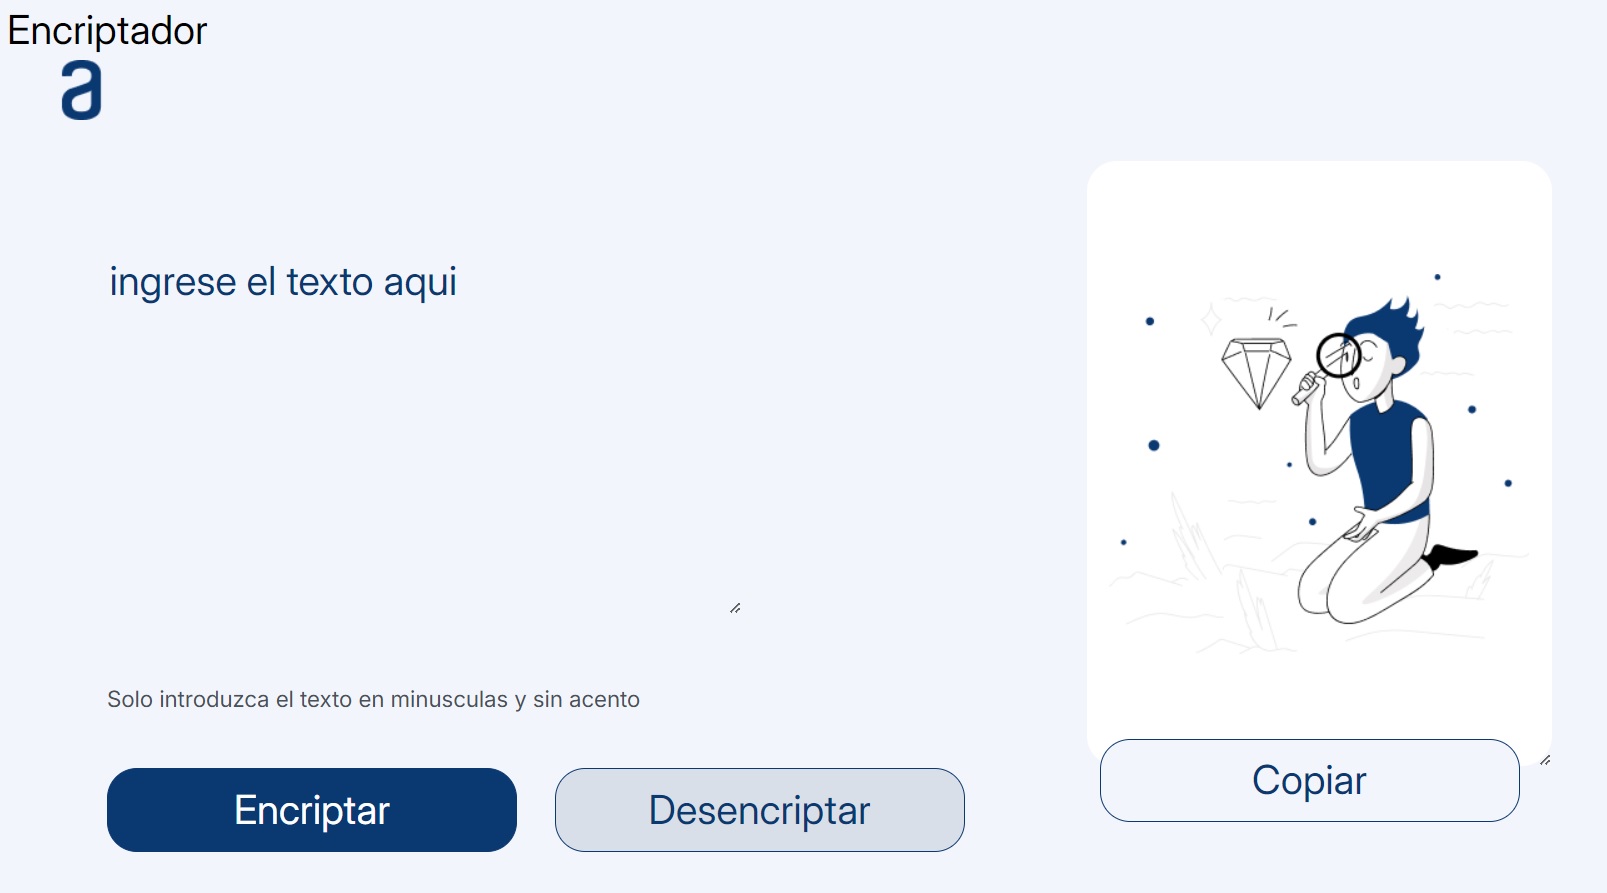 Encriptador
a
ingrese el texto aqui
Solo introduzca el texto en minusculas y sin acento
Encriptar
Desencriptar
Copiar